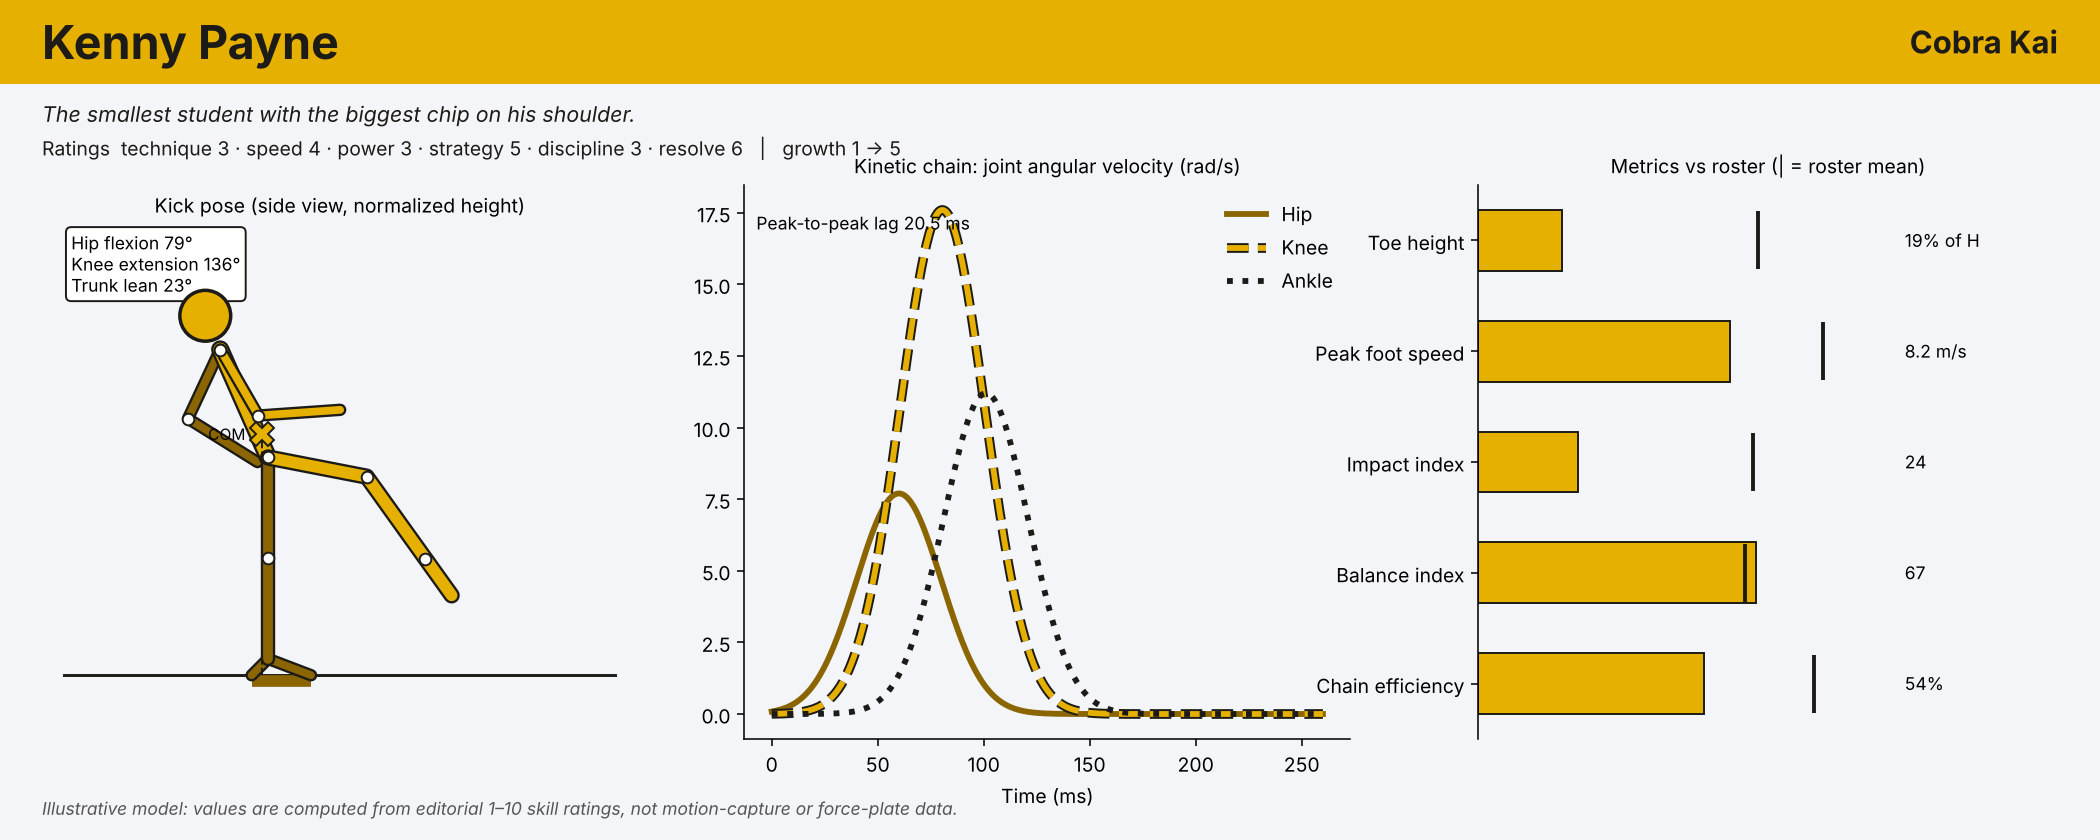 Kenny Payne
Cobra Kai
The smallest student with the biggest chip on his shoulder.
Ratings  technique 3 · speed 4 · power 3 · strategy 5 · discipline 3 · resolve 6  |  growth 1 → 5
Kick pose (side view, normalized height)
Hip flexion 79°
Knee extension 136°
Trunk lean 23°
COM
Kinetic chain: joint angular velocity (rad/s)
Peak-to-peak lag 20.5 ms
Hip
Knee
Ankle
17.5
15.0
12.5
10.0
7.5
5.0
2.5
0.0
0 50 100 150 200 250
Time (ms)
Metrics vs roster (| = roster mean)
Toe height 19% of H
Peak foot speed 8.2 m/s
Impact index 24
Balance index 67
Chain efficiency 54%
Illustrative model: values are computed from editorial 1–10 skill ratings, not motion-capture or force-plate data.